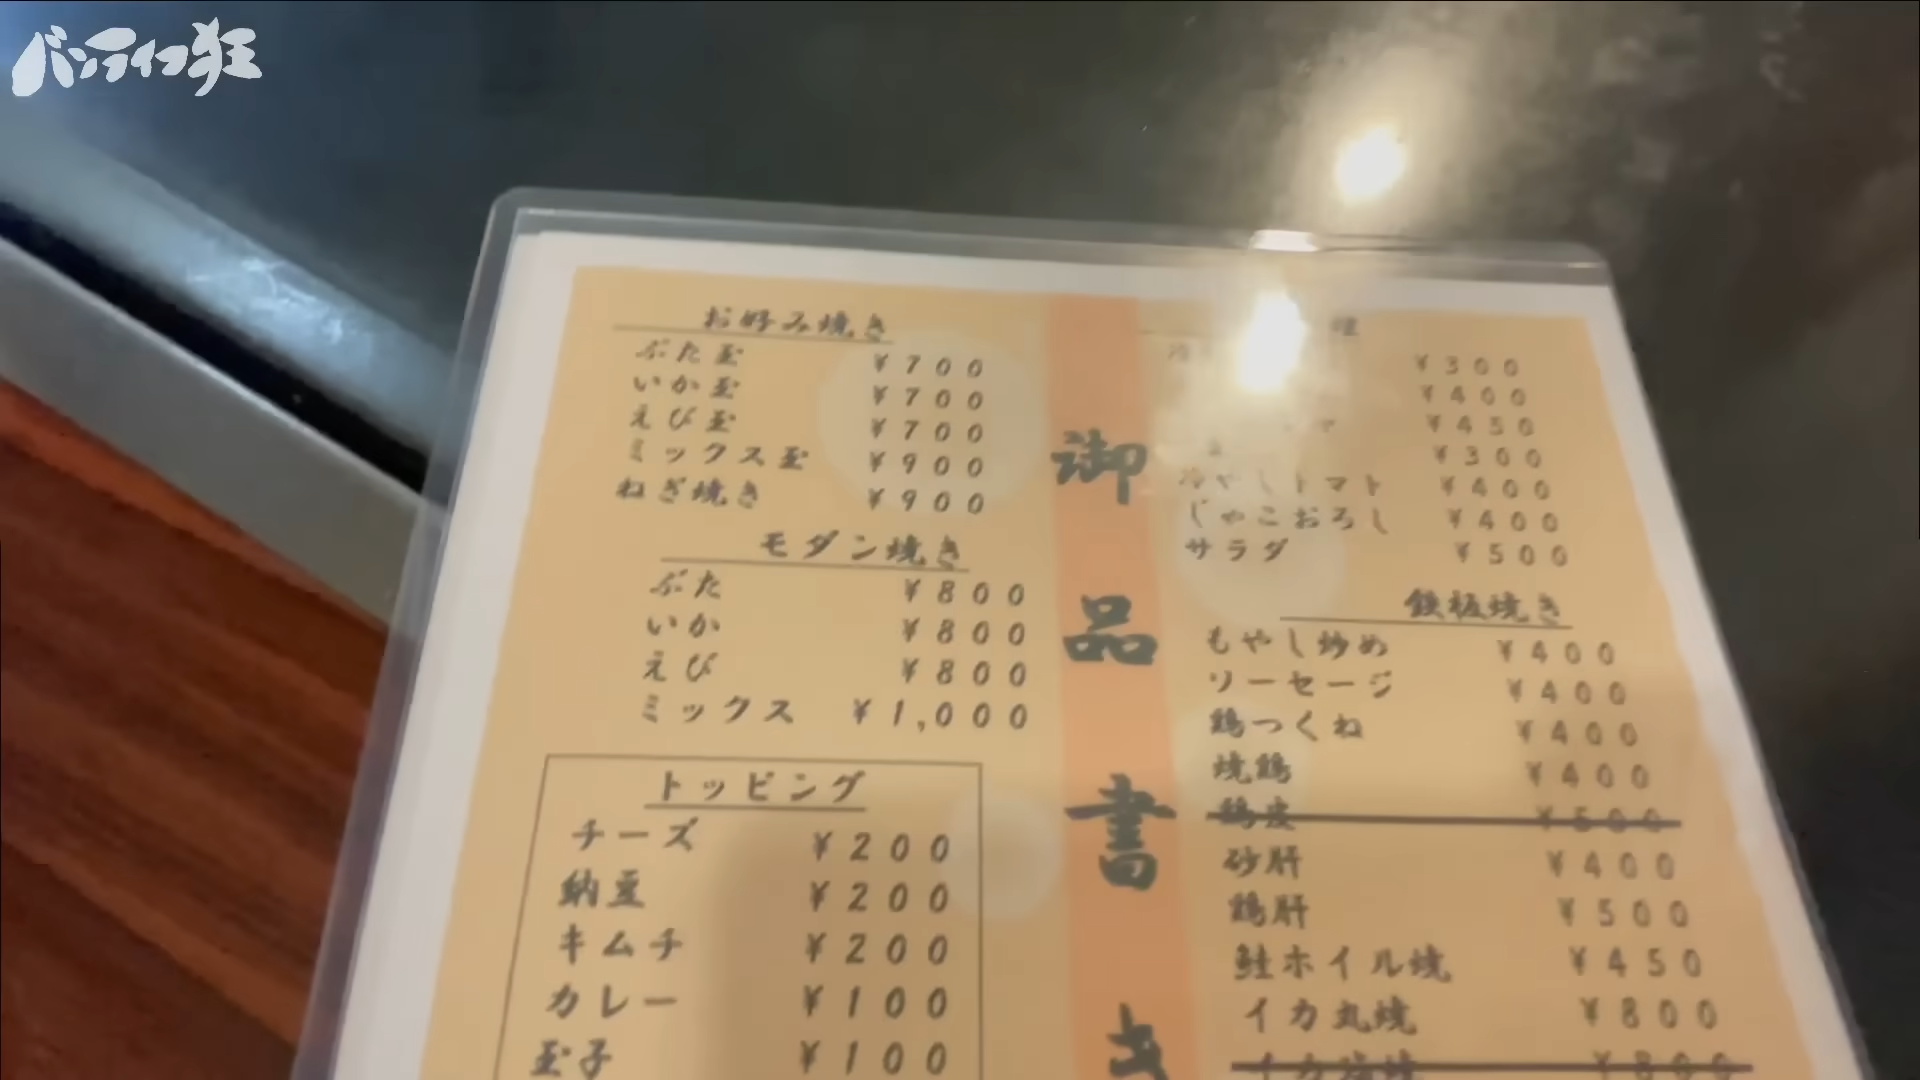 バンライフ狂
お好み焼き
ぶた玉 ¥700
いか玉 ¥700
えび玉 ¥700
ミックス玉 ¥900
ねぎ焼き ¥900
モダン焼き
ぶた ¥800
いか ¥800
えび ¥800
ミックス ¥1,000
トッピング
チーズ ¥200
納豆 ¥200
キムチ ¥200
カレー ¥100
玉子 ¥100
御品書き
¥300
¥400
¥450
¥300
冷やしトマト ¥400
じゃこおろし ¥400
サラダ ¥500
鉄板焼き
もやし炒め ¥400
ソーセージ ¥400
鶏つくね ¥400
焼鶏 ¥400
鶏皮 ¥500
砂肝 ¥400
鶏肝 ¥500
鮭ホイル焼 ¥450
イカ丸焼 ¥800
¥800